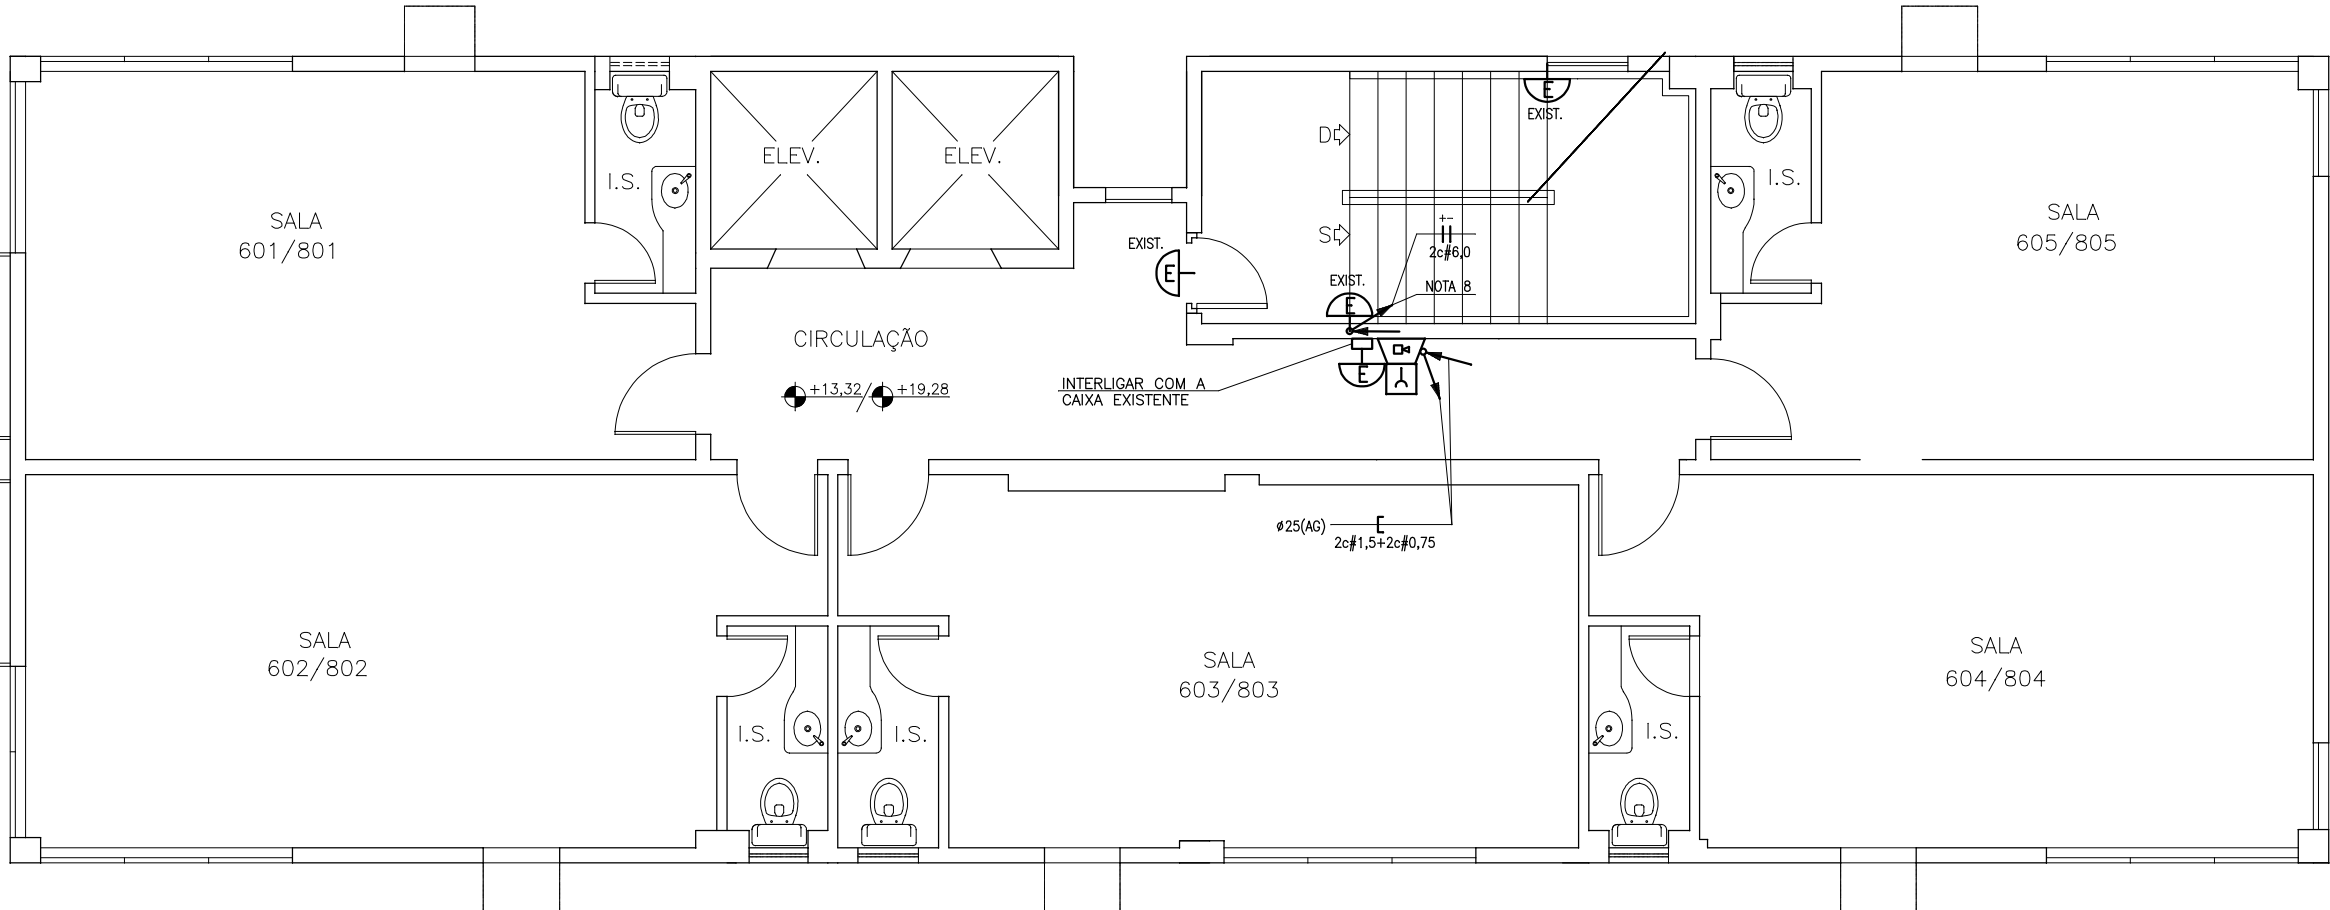 SALA
601/801
I.S.
ELEV.
ELEV.
D
S
E
EXIST.
I.S.
SALA
605/805
EXIST.
E
+-
2c#6,0
EXIST.
E
NOTA 8
CIRCULAÇÃO
+13,32/
+19,28
INTERLIGAR COM A
CAIXA EXISTENTE
E
ø25(AG)
2c#1,5+2c#0,75
SALA
602/802
I.S.
I.S.
SALA
603/803
I.S.
SALA
604/804